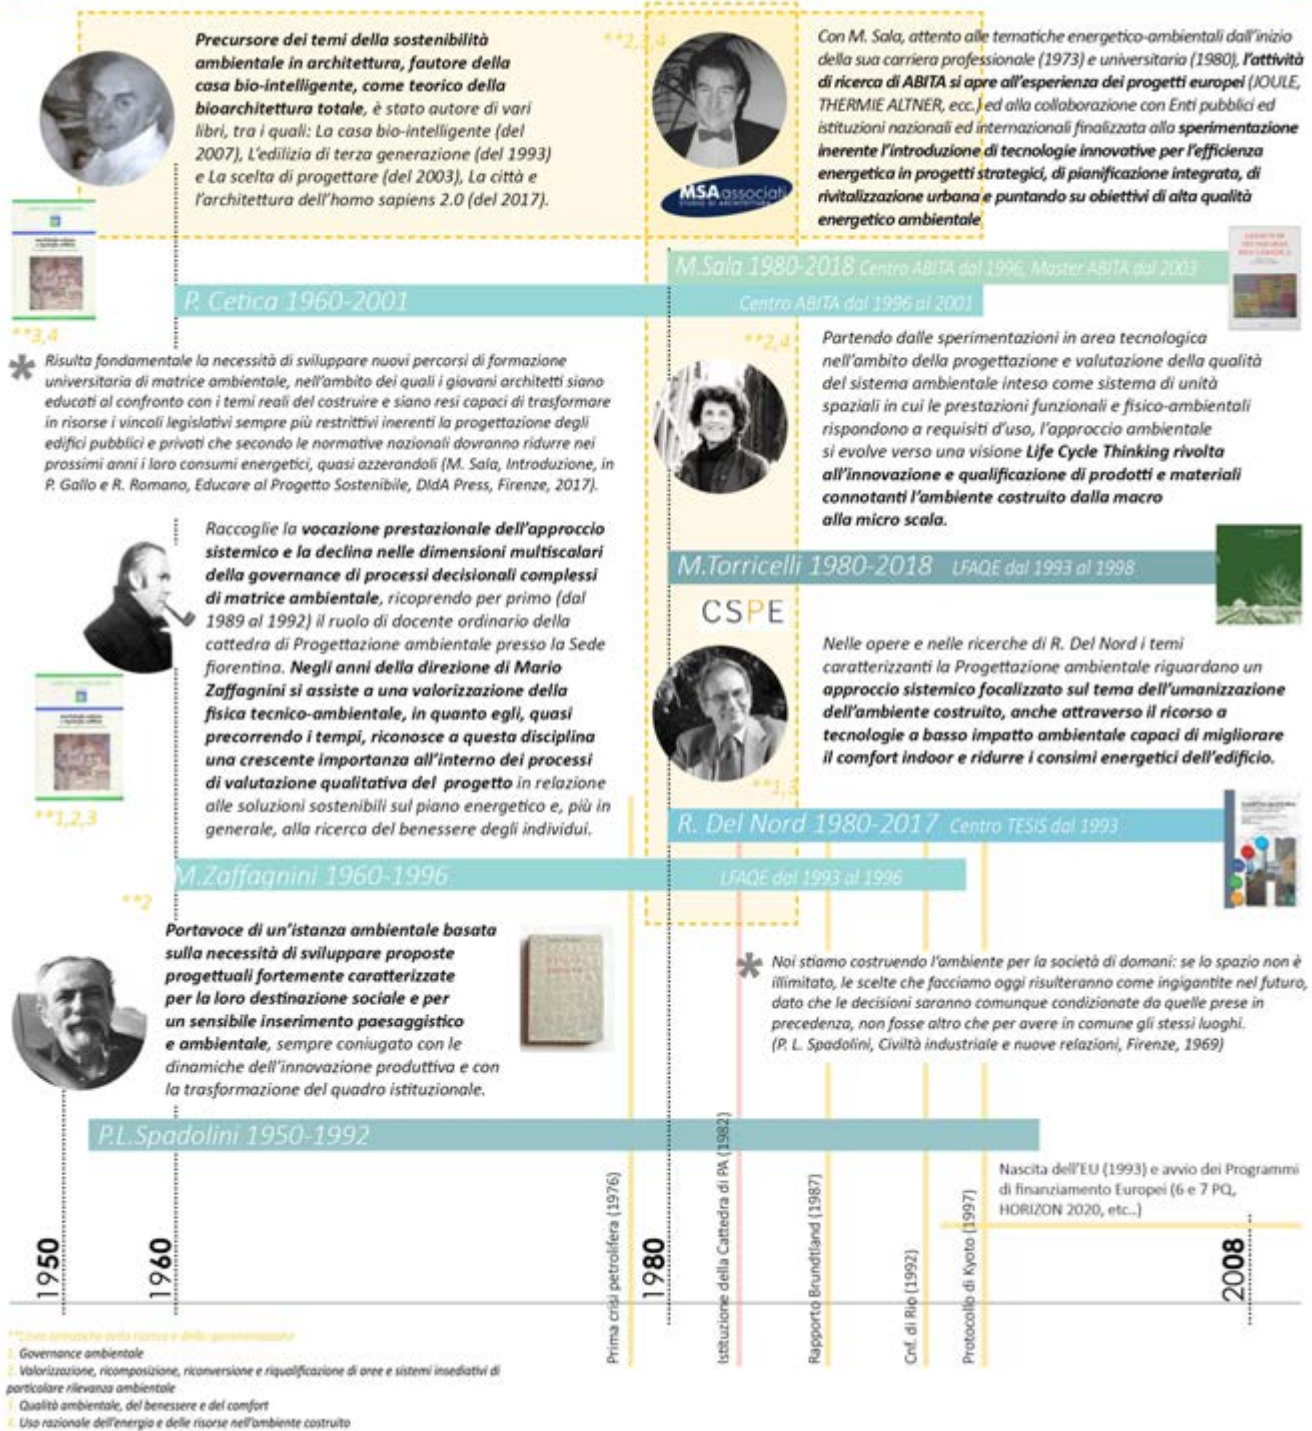 Precursore dei temi della sostenibilità
ambientale in architettura, fautore della
casa bio-intelligente, come teorico della
bioarchitettura totale, è stato autore di vari
libri, tra i quali: La casa bio-intelligente (del
2007), L'edilizia di terza generazione (del 1993)
e La scelta di progettare (del 2003), La città e
l'architettura dell'homo sapiens 2.0 (del 2017).
**2,3,4
MSA associati
Con M. Sala, attento alle tematiche energetico-ambientali dall'inizio
della sua carriera professionale (1973) e universitaria (1980), l'attività
di ricerca di ABITA si apre all'esperienza dei progetti europei (JOULE,
THERMIE ALTNER, ecc.) ed alla collaborazione con Enti pubblici ed
istituzioni nazionali ed internazionali finalizzata alla sperimentazione
inerente l'introduzione di tecnologie innovative per l'efficienza
energetica in progetti strategici, di pianificazione integrata, di
rivitalizzazione urbana e puntando su obiettivi di alta qualità
energetico ambientale
M.Sala 1980-2018 Centro ABITA dal 1996, Master ABITA dal 2003
P. Cetica 1960-2001
Centro ABITA dal 1996 al 2001
**3,4
* Risulta fondamentale la necessità di sviluppare nuovi percorsi di formazione
universitaria di matrice ambientale, nell'ambito dei quali i giovani architetti siano
educati al confronto con i temi reali del costruire e siano resi capaci di trasformare
in risorse i vincoli legislativi sempre più restrittivi inerenti la progettazione degli
edifici pubblici e privati che secondo le normative nazionali dovranno ridurre nei
prossimi anni i loro consumi energetici, quasi azzerandoli (M. Sala, Introduzione, in
P. Gallo e R. Romano, Educare al Progetto Sostenibile, DIdA Press, Firenze, 2017).
**2,4
Partendo dalle sperimentazioni in area tecnologica
nell'ambito della progettazione e valutazione della qualità
del sistema ambientale inteso come sistema di unità
spaziali in cui le prestazioni funzionali e fisico-ambientali
rispondono a requisiti d'uso, l'approccio ambientale
si evolve verso una visione Life Cycle Thinking rivolta
all'innovazione e qualificazione di prodotti e materiali
connotanti l'ambiente costruito dalla macro
alla micro scala.
M.Torricelli 1980-2018 LFAQE dal 1993 al 1998
Raccoglie la vocazione prestazionale dell'approccio
sistemico e la declina nelle dimensioni multiscalari
della governance di processi decisionali complessi
di matrice ambientale, ricoprendo per primo (dal
1989 al 1992) il ruolo di docente ordinario della
cattedra di Progettazione ambientale presso la Sede
fiorentina. Negli anni della direzione di Mario
Zaffagnini si assiste a una valorizzazione della
fisica tecnico-ambientale, in quanto egli, quasi
precorrendo i tempi, riconosce a questa disciplina
una crescente importanza all'interno dei processi
di valutazione qualitativa del progetto in relazione
alle soluzioni sostenibili sul piano energetico e, più in
generale, alla ricerca del benessere degli individui.
**1,2,3
CSPE
Nelle opere e nelle ricerche di R. Del Nord i temi
caratterizzanti la Progettazione ambientale riguardano un
approccio sistemico focalizzato sul tema dell'umanizzazione
dell'ambiente costruito, anche attraverso il ricorso a
tecnologie a basso impatto ambientale capaci di migliorare
il comfort indoor e ridurre i consimi energetici dell'edificio.
R. Del Nord 1980-2017 Centro TESIS dal 1993
M.Zaffagnini 1960-1996
LFAQE dal 1993 al 1996
**2
Portavoce di un'istanza ambientale basata
sulla necessità di sviluppare proposte
progettuali fortemente caratterizzate
per la loro destinazione sociale e per
un sensibile inserimento paesaggistico
e ambientale, sempre coniugato con le
dinamiche dell'innovazione produttiva e con
la trasformazione del quadro istituzionale.
* Noi stiamo costruendo l'ambiente per la società di domani: se lo spazio non è
illimitato, le scelte che facciamo oggi risulteranno come ingigantite nel futuro,
dato che le decisioni saranno comunque condizionate da quelle prese in
precedenza, non fosse altro che per avere in comune gli stessi luoghi.
(P. L. Spadolini, Civiltà industriale e nuove relazioni, Firenze, 1969)
P.L.Spadolini 1950-1992
Nascita dell'EU (1993) e avvio dei Programmi
di finanziamento Europei (6 e 7 PQ,
HORIZON 2020, etc..)
1950
1960
Prima crisi petrolifera (1976)
1980
Istituzione della Cattedra di PA (1982)
Rapporto Brundtland (1987)
Cnf. di Rio (1992)
Protocollo di Kyoto (1997)
2008
**Linee tematiche della ricerca e della sperimentazione
1. Governance ambientale
2. Valorizzazione, ricomposizione, riconversione e riqualificazione di aree e sistemi insediativi di
particolare rilevanza ambientale
3. Qualità ambientale, del benessere e del comfort
4. Uso razionale dell'energia e delle risorse nell'ambiente costruito